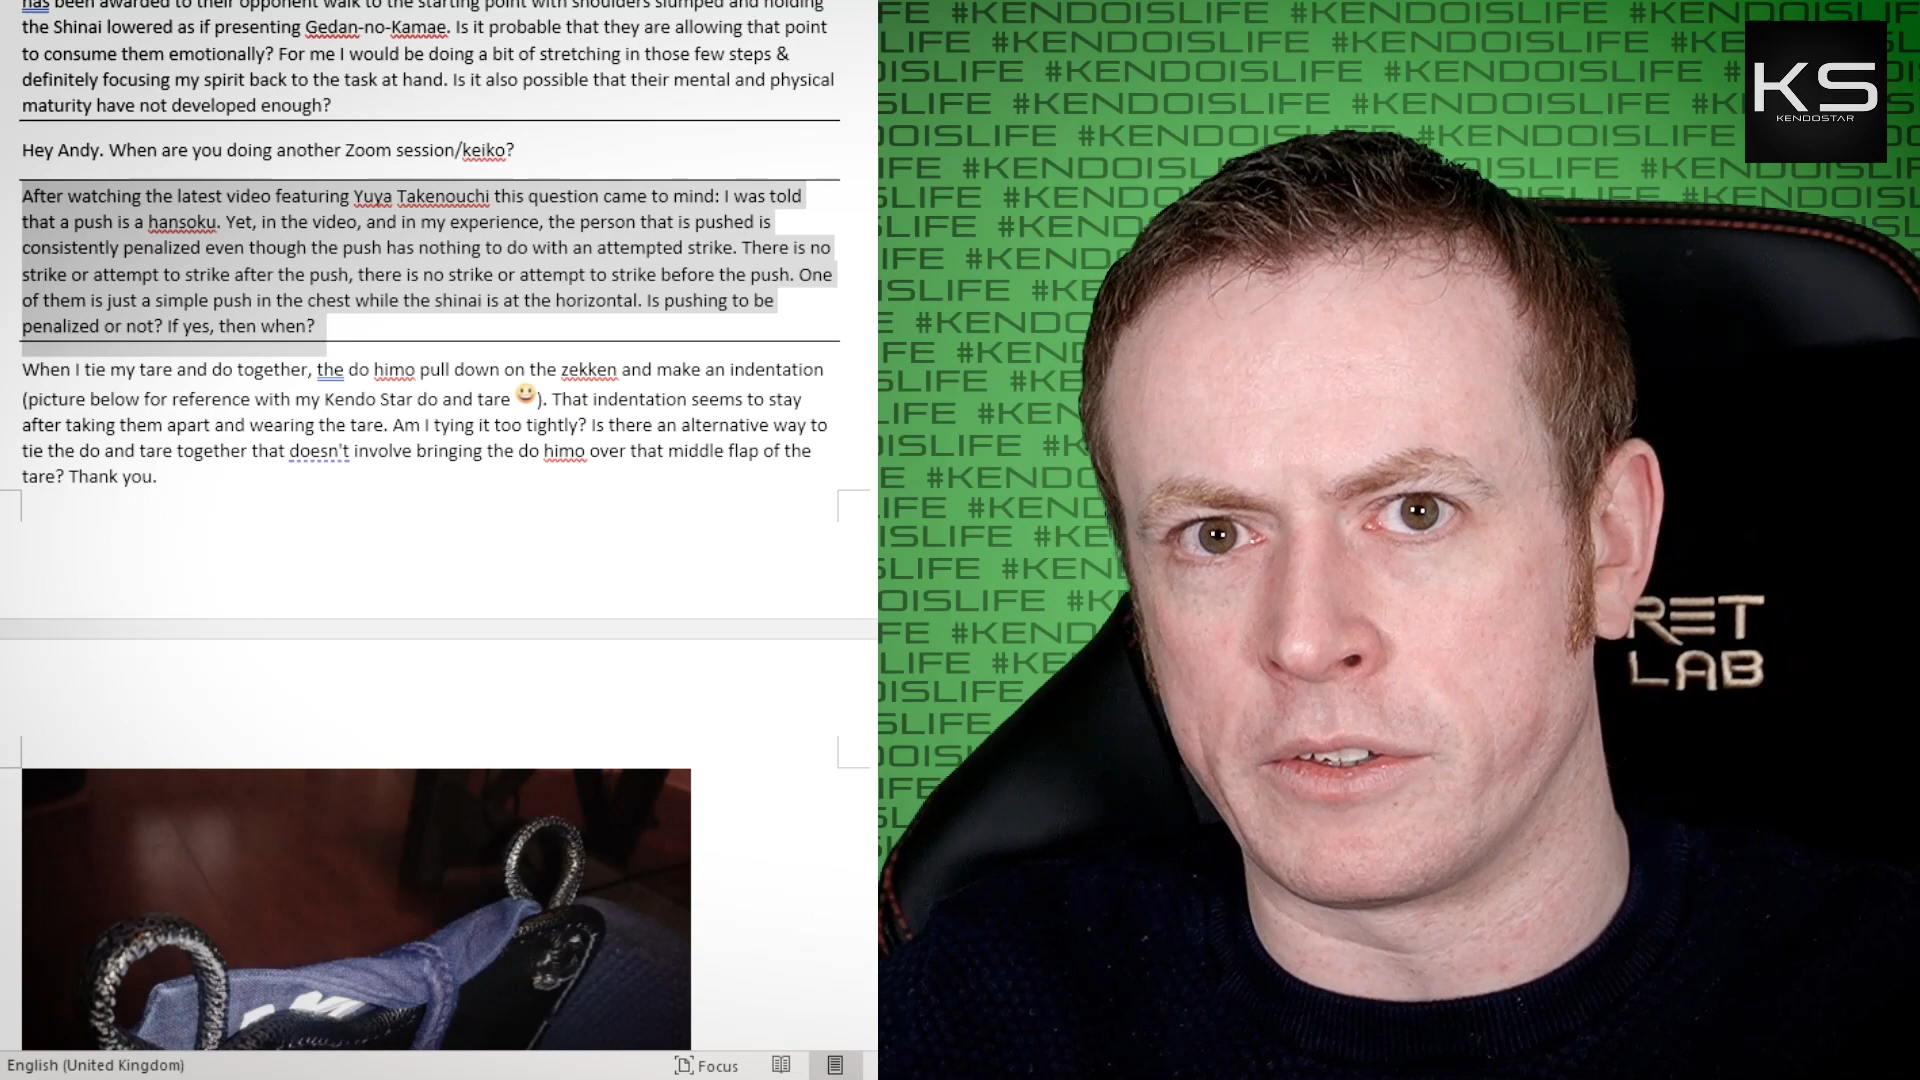 has been awarded to their opponent walk to the starting point with shoulders slumped and holding
the Shinai lowered as if presenting Gedan-no-Kamae. Is it probable that they are allowing that point
to consume them emotionally? For me I would be doing a bit of stretching in those few steps &
definitely focusing my spirit back to the task at hand. Is it also possible that their mental and physical
maturity have not developed enough?
Hey Andy. When are you doing another Zoom session/keiko?
After watching the latest video featuring Yuya Takenouchi this question came to mind: I was told
that a push is a hansoku. Yet, in the video, and in my experience, the person that is pushed is
consistently penalized even though the push has nothing to do with an attempted strike. There is no
strike or attempt to strike after the push, there is no strike or attempt to strike before the push. One
of them is just a simple push in the chest while the shinai is at the horizontal. Is pushing to be
penalized or not? If yes, then when?
When I tie my tare and do together, the do himo pull down on the zekken and make an indentation
(picture below for reference with my Kendo Star do and tare 😀). That indentation seems to stay
after taking them apart and wearing the tare. Am I tying it too tightly? Is there an alternative way to
tie the do and tare together that doesn't involve bringing the do himo over that middle flap of the
tare? Thank you.
English (United Kingdom)
Focus
#KENDOISLIFE #KENDOISLIFE #KENDOISLIFE
KS
KENDOSTAR
RET
LAB